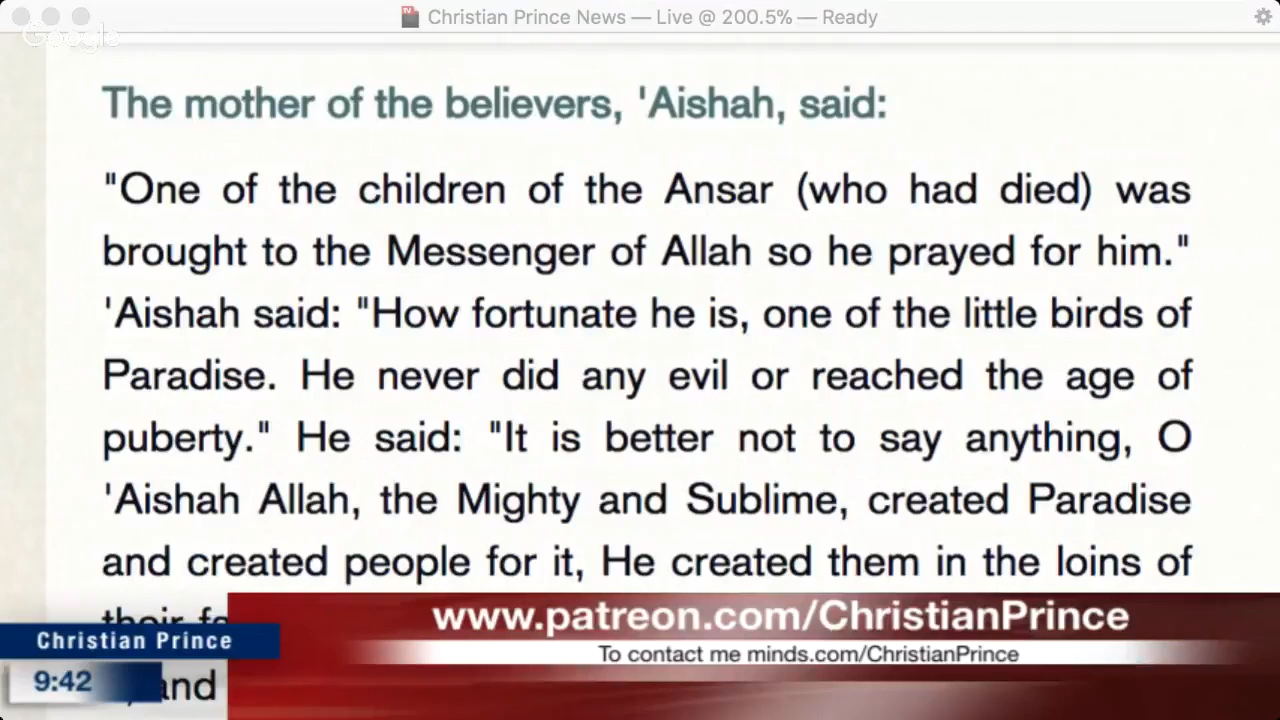 Christian Prince News — Live @ 200.5% — Ready
Google
The mother of the believers, 'Aishah, said:
"One of the children of the Ansar (who had died) was
brought to the Messenger of Allah so he prayed for him."
'Aishah said: "How fortunate he is, one of the little birds of
Paradise. He never did any evil or reached the age of
puberty." He said: "It is better not to say anything, O
'Aishah Allah, the Mighty and Sublime, created Paradise
and created people for it, He created them in the loins of
their
www.patreon.com/ChristianPrince
Christian Prince
To contact me minds.com/ChristianPrince
9:42
and